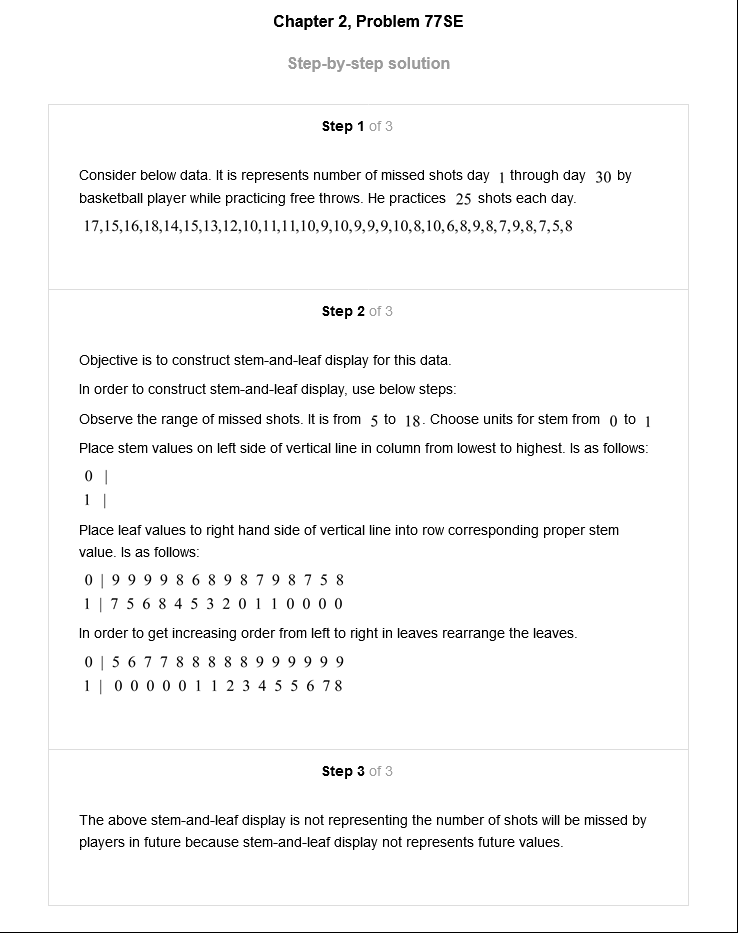 Chapter 2, Problem 77SE
Step-by-step solution
Step 1 of 3
Consider below data. It is represents number of missed shots day 1 through day 30 by
basketball player while practicing free throws. He practices 25 shots each day.
17,15,16,18,14,15,13,12,10,11,11,10,9,10,9,9,9,10,8,10,6,8,9,8,7,9,8,7,5,8
Step 2 of 3
Objective is to construct stem-and-leaf display for this data.
In order to construct stem-and-leaf display, use below steps:
Observe the range of missed shots. It is from 5 to 18. Choose units for stem from 0 to 1
Place stem values on left side of vertical line in column from lowest to highest. Is as follows:
0 |
1 |
Place leaf values to right hand side of vertical line into row corresponding proper stem
value. Is as follows:
0 | 9 9 9 9 8 6 8 9 8 7 9 8 7 5 8
1 | 7 5 6 8 4 5 3 2 0 1 1 0 0 0 0
In order to get increasing order from left to right in leaves rearrange the leaves.
0 | 5 6 7 7 8 8 8 8 8 9 9 9 9 9 9
1 | 0 0 0 0 0 1 1 2 3 4 5 5 6 7 8
Step 3 of 3
The above stem-and-leaf display is not representing the number of shots will be missed by
players in future because stem-and-leaf display not represents future values.